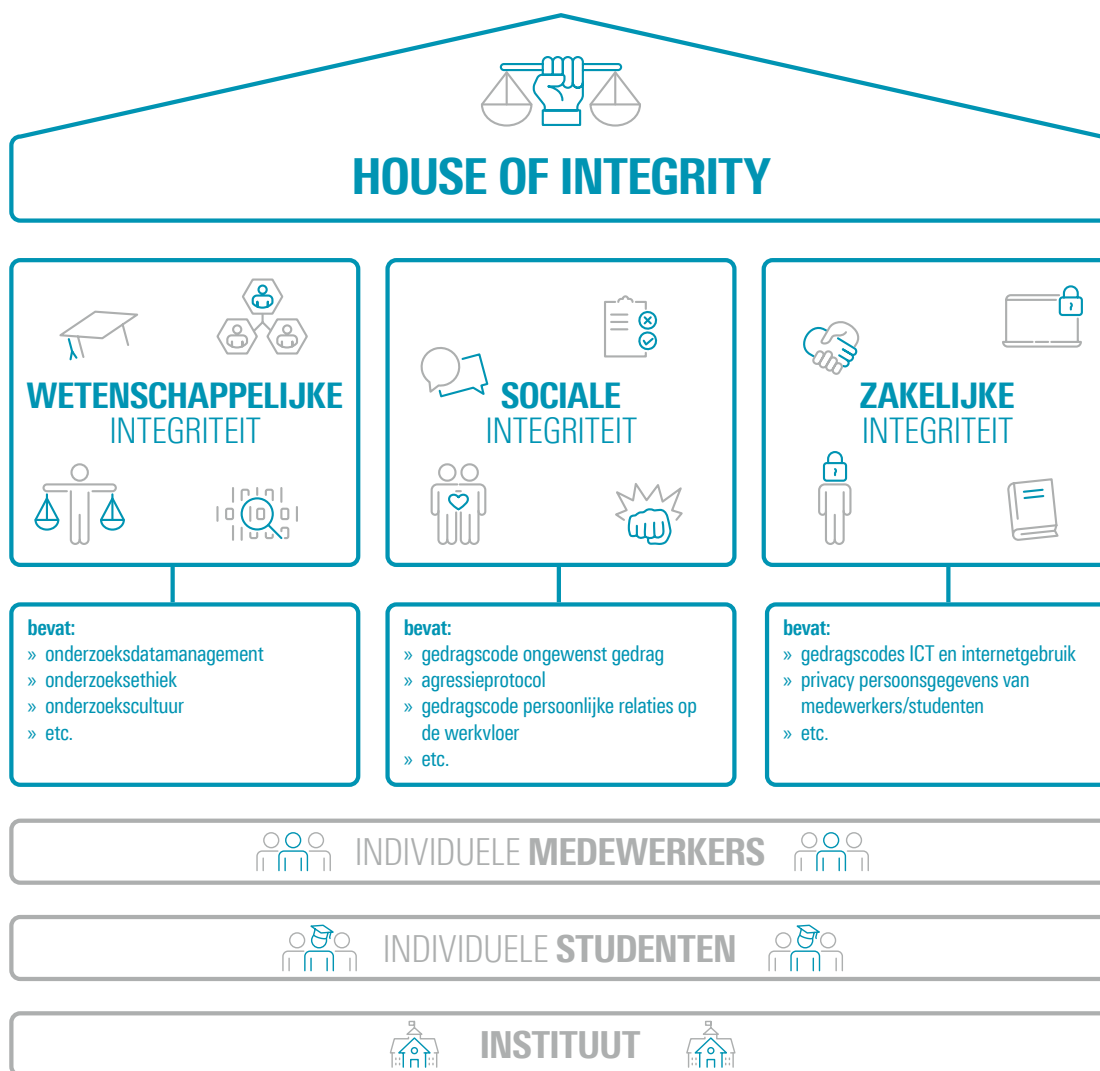 HOUSE OF INTEGRITY
WETENSCHAPPELIJKE
INTEGRITEIT
SOCIALE
INTEGRITEIT
ZAKELIJKE
INTEGRITEIT
bevat:
» onderzoeksdatamanagement
» onderzoeksethiek
» onderzoekscultuur
» etc.
bevat:
» gedragscode ongewenst gedrag
» agressieprotocol
» gedragscode persoonlijke relaties op
de werkvloer
» etc.
bevat:
» gedragscodes ICT en internetgebruik
» privacy persoonsgegevens van
medewerkers/studenten
» etc.
INDIVIDUELE MEDEWERKERS
INDIVIDUELE STUDENTEN
INSTITUUT